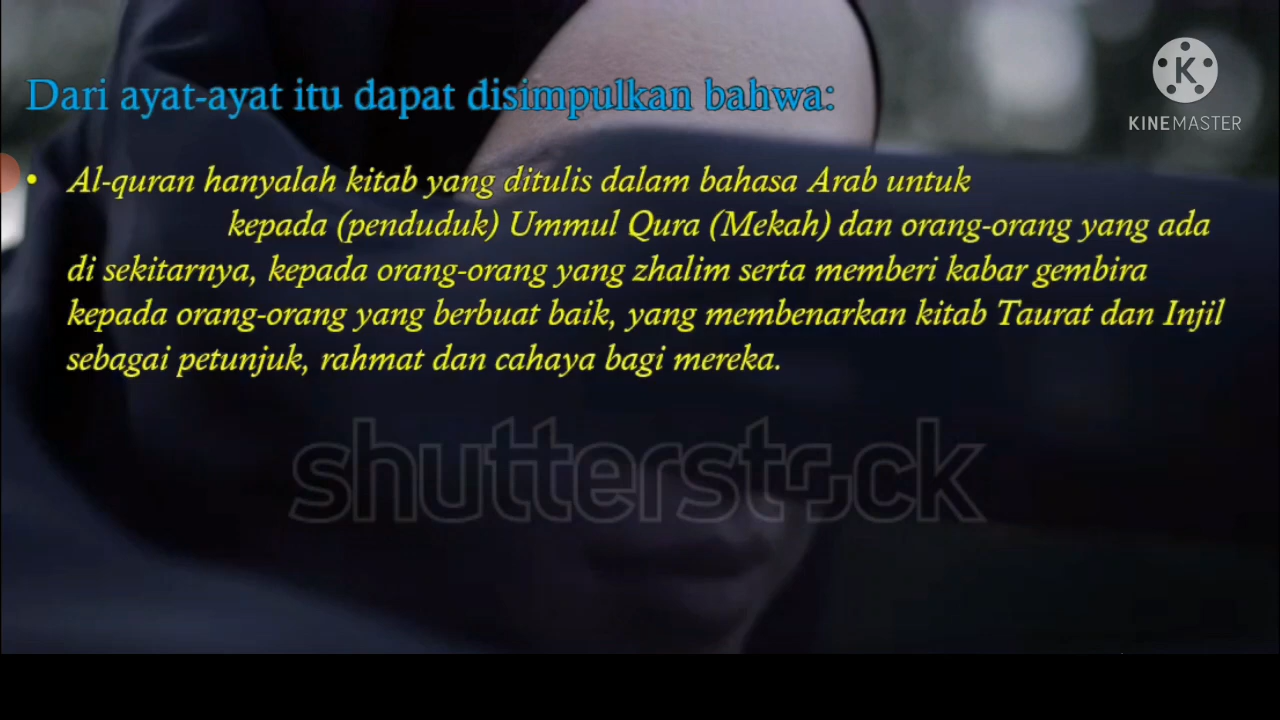 Dari ayat-ayat itu dapat disimpulkan bahwa:
KINEMASTER
• Al-quran hanyalah kitab yang ditulis dalam bahasa Arab untuk
kepada (penduduk) Ummul Qura (Mekah) dan orang-orang yang ada
di sekitarnya, kepada orang-orang yang zhalim serta memberi kabar gembira
kepada orang-orang yang berbuat baik, yang membenarkan kitab Taurat dan Injil
sebagai petunjuk, rahmat dan cahaya bagi mereka.
shutterstock